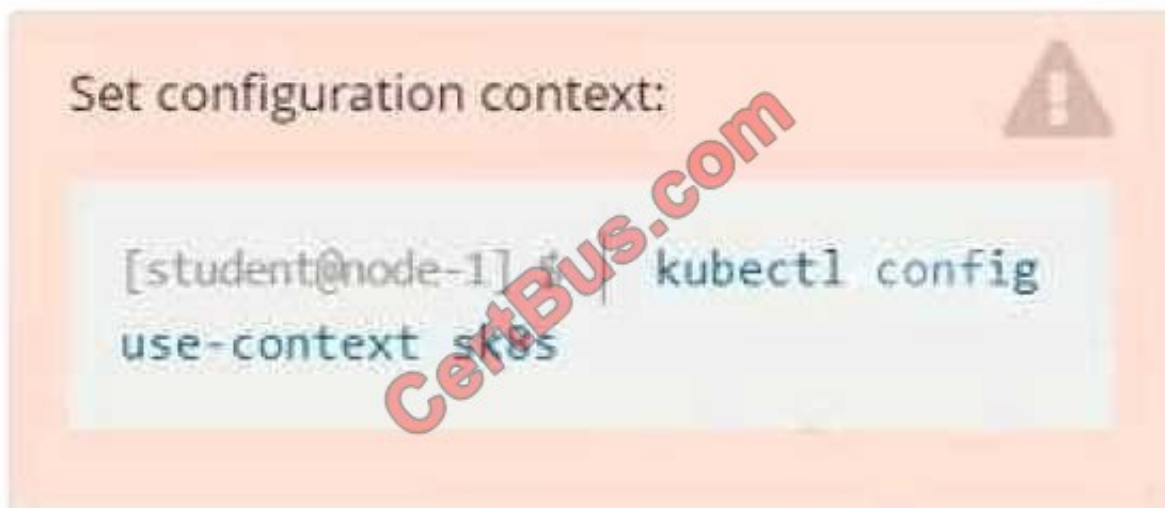 Set configuration context:
[student@node-1] $ | kubectl config
use-context sk8s
CertBus.com